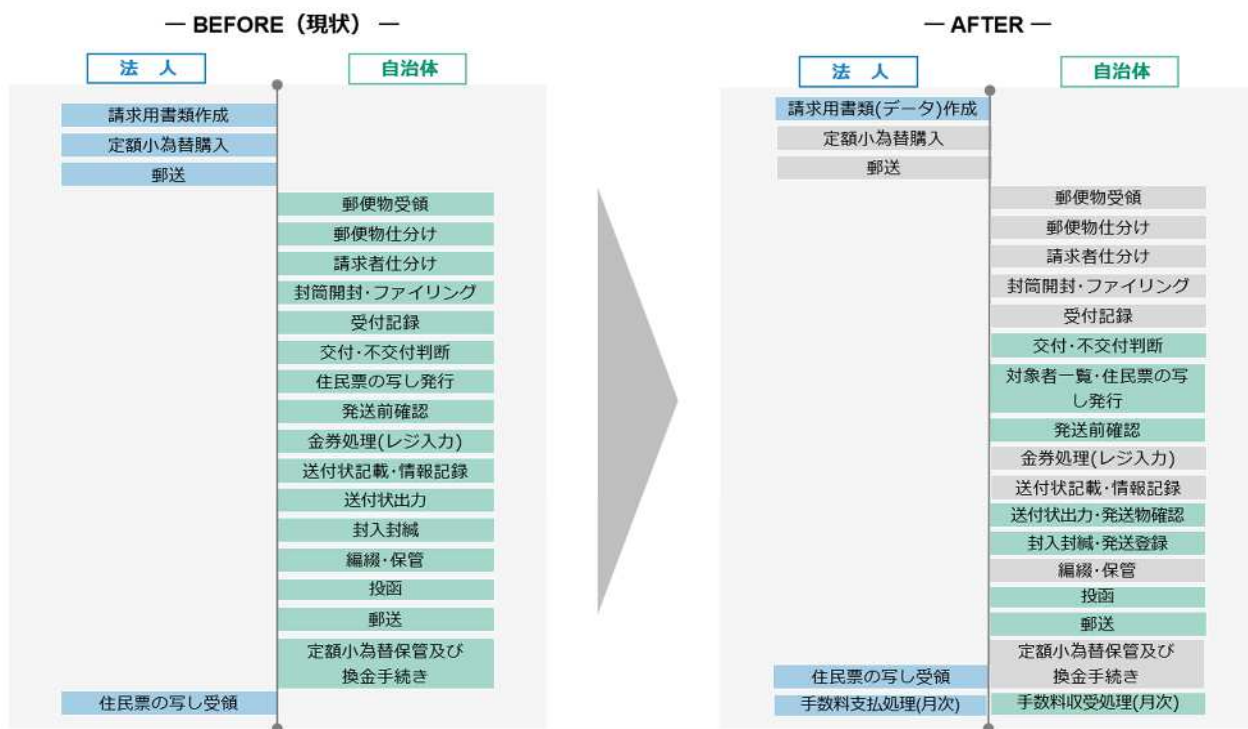 — BEFORE（現状） —
法 人
自治体
請求用書類作成
定額小為替購入
郵送
郵便物受領
郵便物仕分け
請求者仕分け
封筒開封･ファイリング
受付記録
交付･不交付判断
住民票の写し発行
発送前確認
金券処理(レジ入力)
送付状記載･情報記録
送付状出力
封入封緘
編綴･保管
投函
郵送
定額小為替保管及び
換金手続き
住民票の写し受領
— AFTER —
法 人
自治体
請求用書類(データ)作成
定額小為替購入
郵送
郵便物受領
郵便物仕分け
請求者仕分け
封筒開封･ファイリング
受付記録
交付･不交付判断
対象者一覧･住民票の写
し発行
発送前確認
金券処理(レジ入力)
送付状記載･情報記録
送付状出力･発送物確認
封入封緘･発送登録
編綴･保管
投函
郵送
定額小為替保管及び
換金手続き
住民票の写し受領
手数料支払処理(月次)
手数料収受処理(月次)